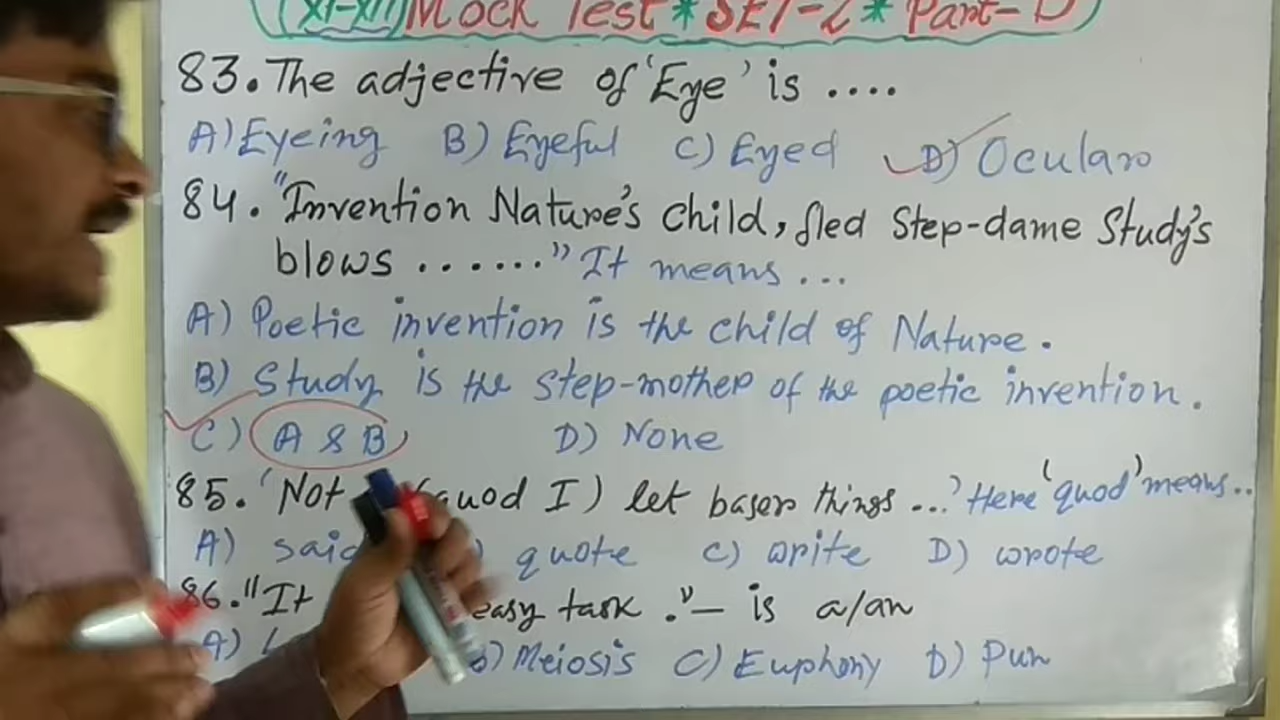 (XI-XII) Mock Test * SET-2 * Part-D
83. The adjective of 'Eye' is ....
A) Eyeing B) Eyeful C) Eyed D) Ocular
84. "Invention Nature's child, fled Step-dame Study's
blows ......" It means ...
A) Poetic invention is the child of Nature.
B) Study is the step-mother of the poetic invention.
C) A & B D) None
85. 'Not (quod I) let baser things ...' Here 'quod' means..
A) said quote C) write D) wrote
86. "It easy task." – is a/an
A) B) Meiosis C) Euphony D) Pun